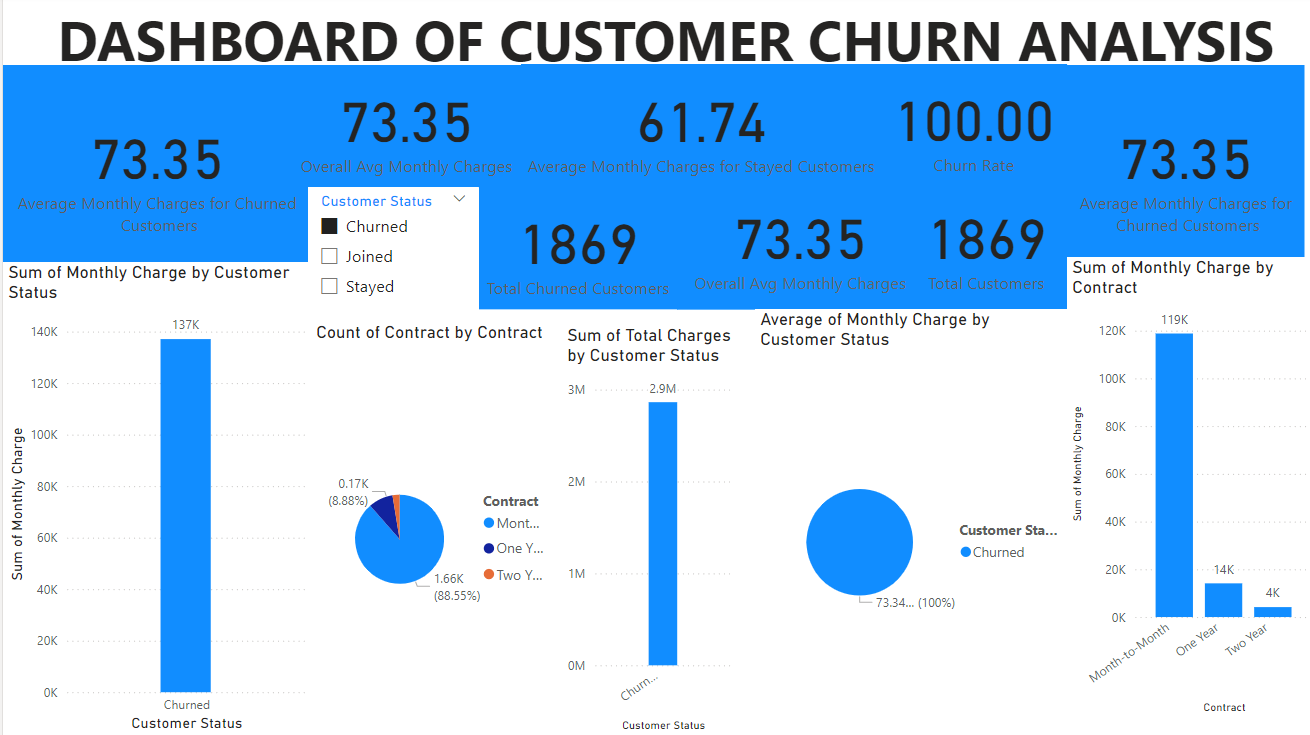 DASHBOARD OF CUSTOMER CHURN ANALYSIS
73.35
Average Monthly Charges for Churned
Customers
73.35
Overall Avg Monthly Charges
61.74
Average Monthly Charges for Stayed Customers
100.00
Churn Rate
73.35
Average Monthly Charges for
Churned Customers
Customer Status
Churned
Joined
Stayed
1869
Total Churned Customers
73.35
Overall Avg Monthly Charges
1869
Total Customers
Sum of Monthly Charge by Customer
Status
Sum of Monthly Charge
140K
120K
100K
80K
60K
40K
20K
0K
137K
Churned
Customer Status
Count of Contract by Contract
0.17K
(8.88%)
1.66K
(88.55%)
Contract
Mont...
One Y...
Two Y...
Sum of Total Charges
by Customer Status
3M
2M
1M
0M
2.9M
Churn...
Customer Status
Average of Monthly Charge by
Customer Status
73.34... (100%)
Customer Sta...
Churned
Sum of Monthly Charge by
Contract
Sum of Monthly Charge
120K
100K
80K
60K
40K
20K
0K
119K
14K
4K
Month-to-Month
One Year
Two Year
Contract